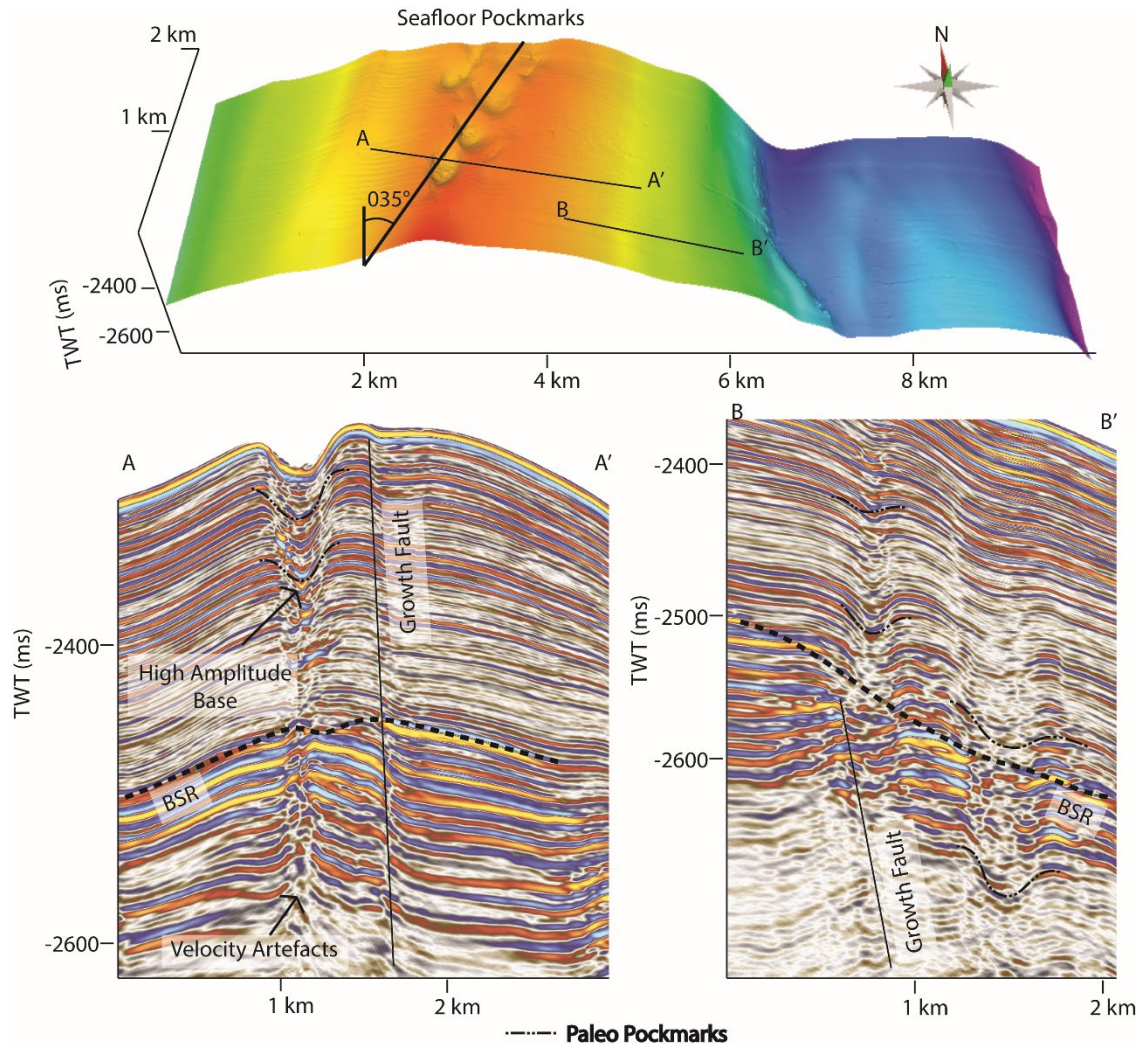 Seafloor Pockmarks
2 km
N
1 km
A
A'
035°
B
B'
-2400
-2600
TWT (ms)
2 km
4 km
6 km
8 km
A
A'
B
B'
-2400
-2400
-2500
-2600
-2600
TWT (ms)
TWT (ms)
Growth Fault
High Amplitude
Base
BSR
BSR
Velocity Artefacts
Growth Fault
1 km
2 km
1 km
2 km
Paleo Pockmarks